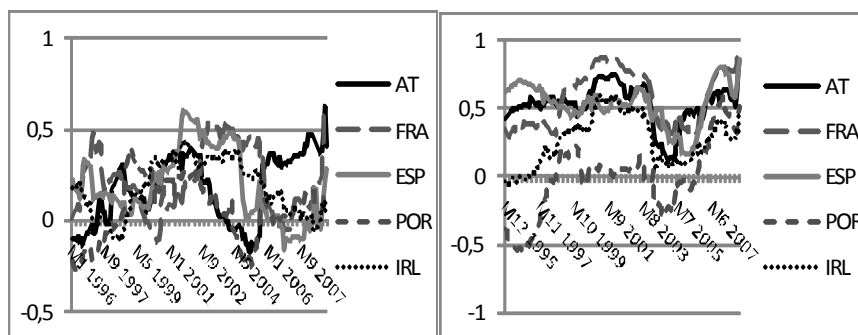 1
0,5
0
-0,5
M1 1996
M9 1997
M5 1999
M1 2001
M9 2002
M5 2004
M1 2006
M9 2007
AT
FRA
ESP
POR
IRL
1
0,5
0
-0,5
-1
M12 1995
M11 1997
M10 1999
M9 2001
M8 2003
M7 2005
M6 2007
AT
FRA
ESP
POR
IRL